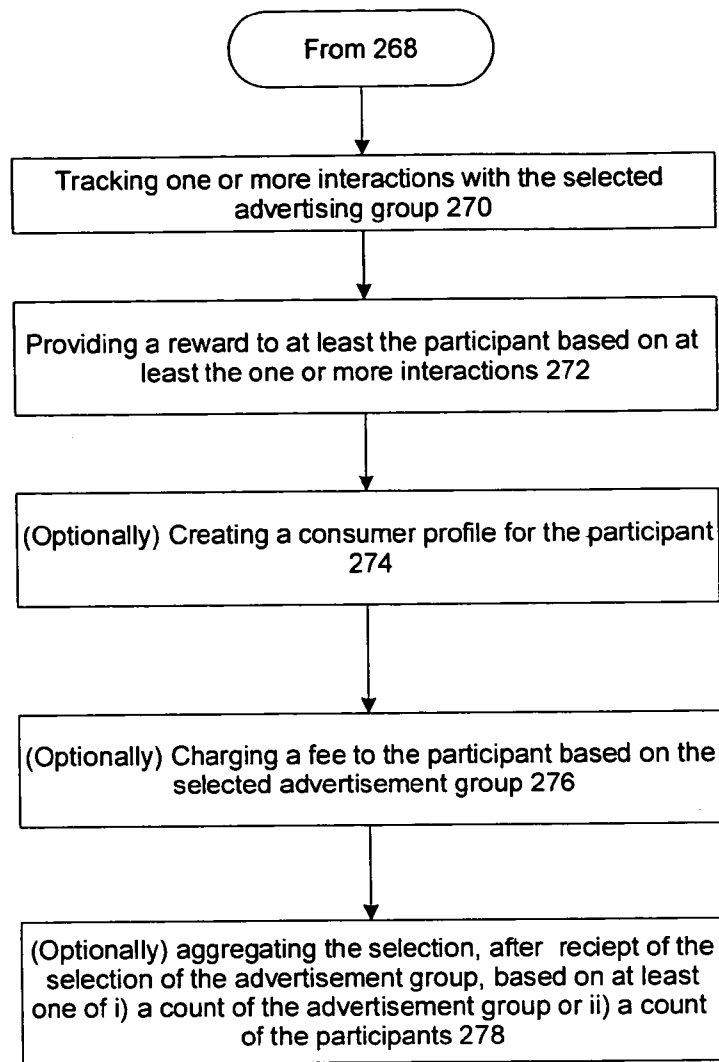 From 268
Tracking one or more interactions with the selected
advertising group 270
Providing a reward to at least the participant based on at
least the one or more interactions 272
(Optionally) Creating a consumer profile for the participant
274
(Optionally) Charging a fee to the participant based on the
selected advertisement group 276
(Optionally) aggregating the selection, after reciept of the
selection of the advertisement group, based on at least
one of i) a count of the advertisement group or ii) a count
of the participants 278